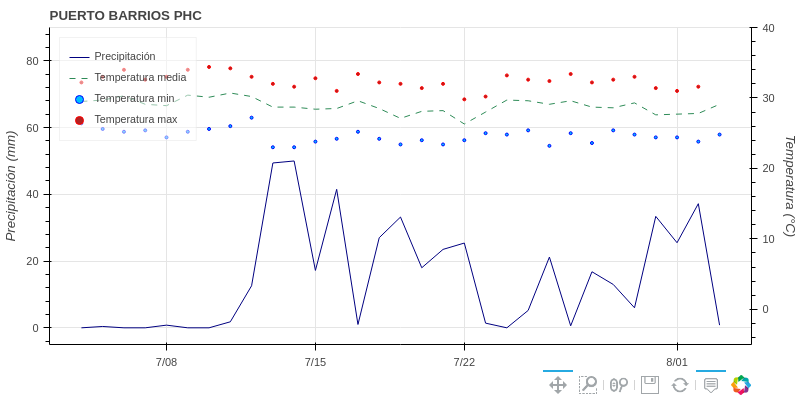 PUERTO BARRIOS PHC
Precipitación
Temperatura media
Temperatura min
Temperatura max
Precipitación (mm)
80
60
40
20
0
Temperatura (°C)
40
30
20
10
0
7/08
7/15
7/22
8/01